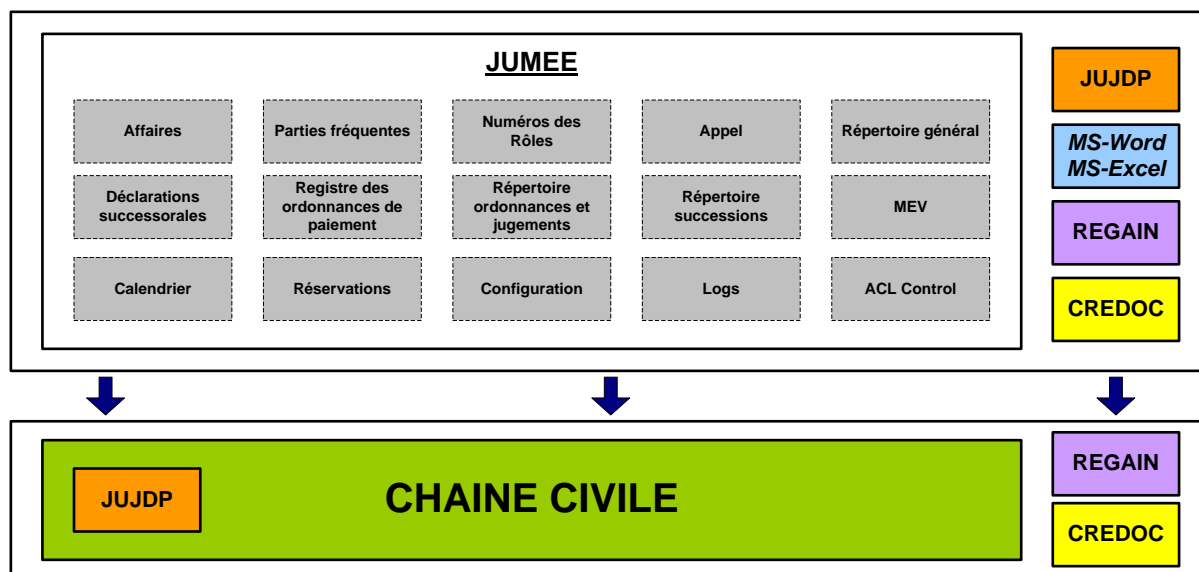 JUMEE
Affaires
Parties fréquentes
Numéros des
Rôles
Appel
Répertoire général
Déclarations
successorales
Registre des
ordonnances de
paiement
Répertoire
ordonnances et
jugements
Répertoire
successions
MEV
Calendrier
Réservations
Configuration
Logs
ACL Control
JUJDP
MS-Word
MS-Excel
REGAIN
CREDOC
JUJDP
CHAINE CIVILE
REGAIN
CREDOC